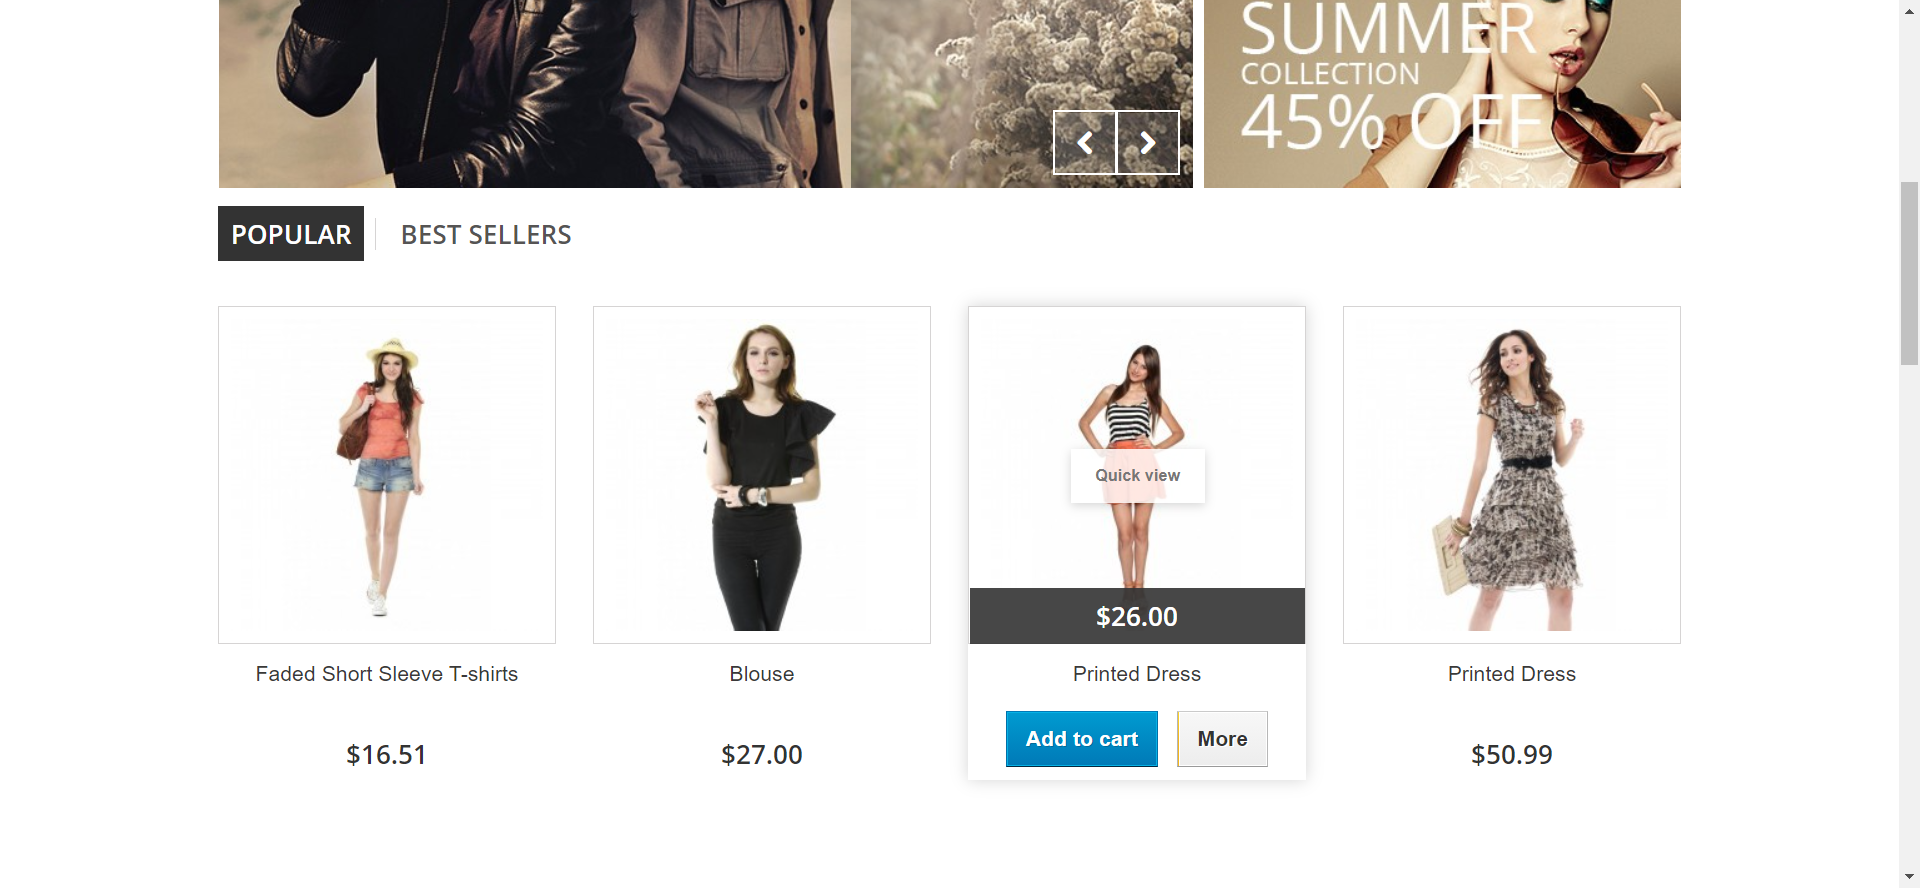 SUMMER
COLLECTION
45% OFF
POPULAR
BEST SELLERS
Quick view
$26.00
Faded Short Sleeve T-shirts
Blouse
Printed Dress
Printed Dress
Add to cart
More
$16.51
$27.00
$50.99